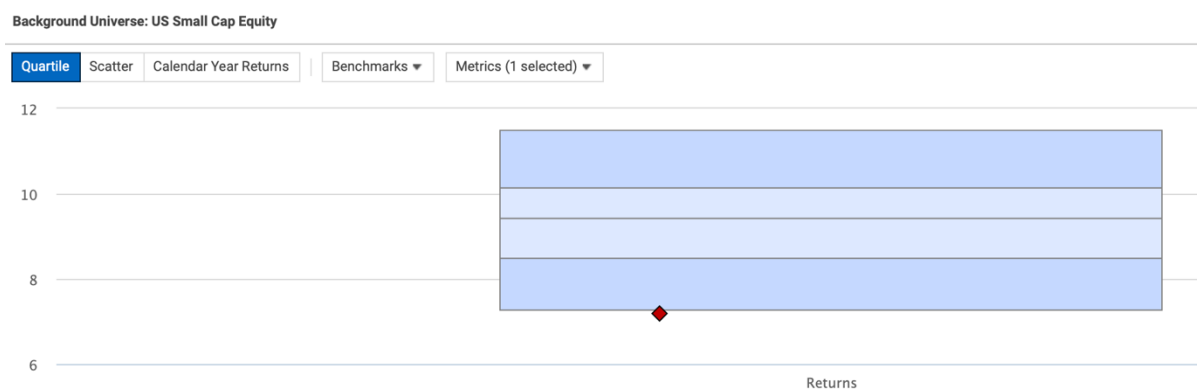 Background Universe: US Small Cap Equity
Quartile Scatter Calendar Year Returns Benchmarks Metrics (1 selected)
12
10
8
6
Returns